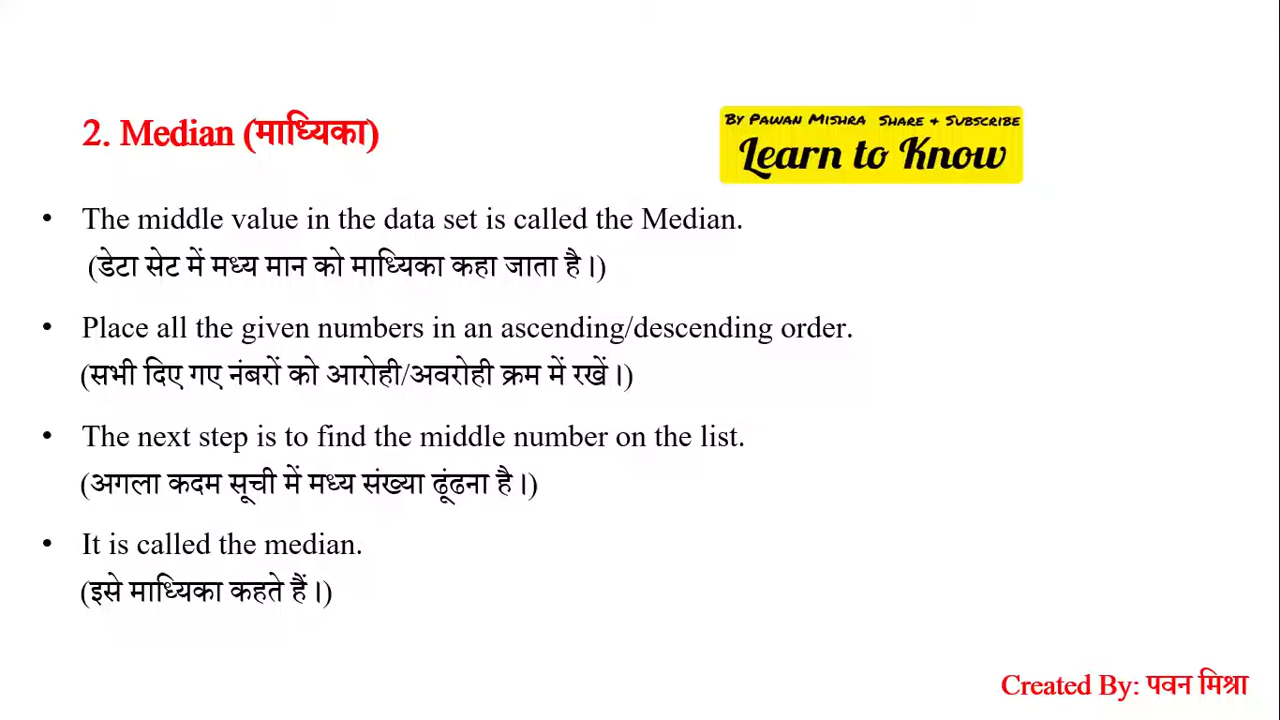 2. Median (माध्यिका)
By Pawan Mishra Share & Subscribe
Learn to Know
• The middle value in the data set is called the Median.
(डेटा सेट में मध्य मान को माध्यिका कहा जाता है।)
• Place all the given numbers in an ascending/descending order.
(सभी दिए गए नंबरों को आरोही/अवरोही क्रम में रखें।)
• The next step is to find the middle number on the list.
(अगला कदम सूची में मध्य संख्या ढूंढना है।)
• It is called the median.
(इसे माध्यिका कहते हैं।)
Created By: पवन मिश्रा